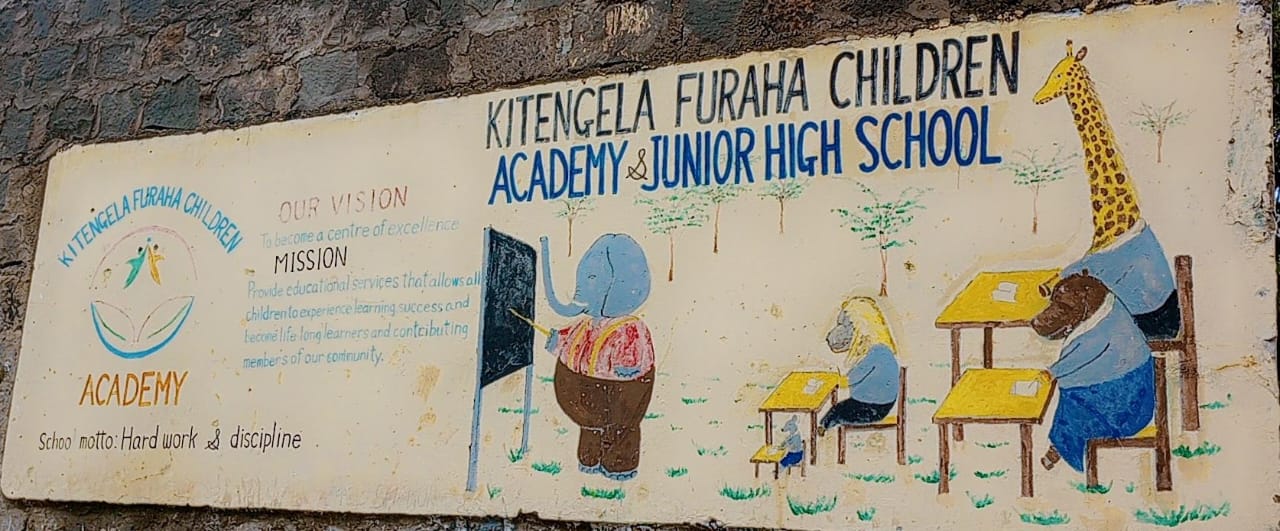 KITENGELA FURAHA CHILDREN
ACADEMY & JUNIOR HIGH SCHOOL
KITENGELA FURAHA CHILDREN
ACADEMY
School motto: Hard work & discipline
OUR VISION
To become a centre of excellence
MISSION
Provide educational services that allows all
children to experience learning success and
become life-long learners and contributing
members of our community.